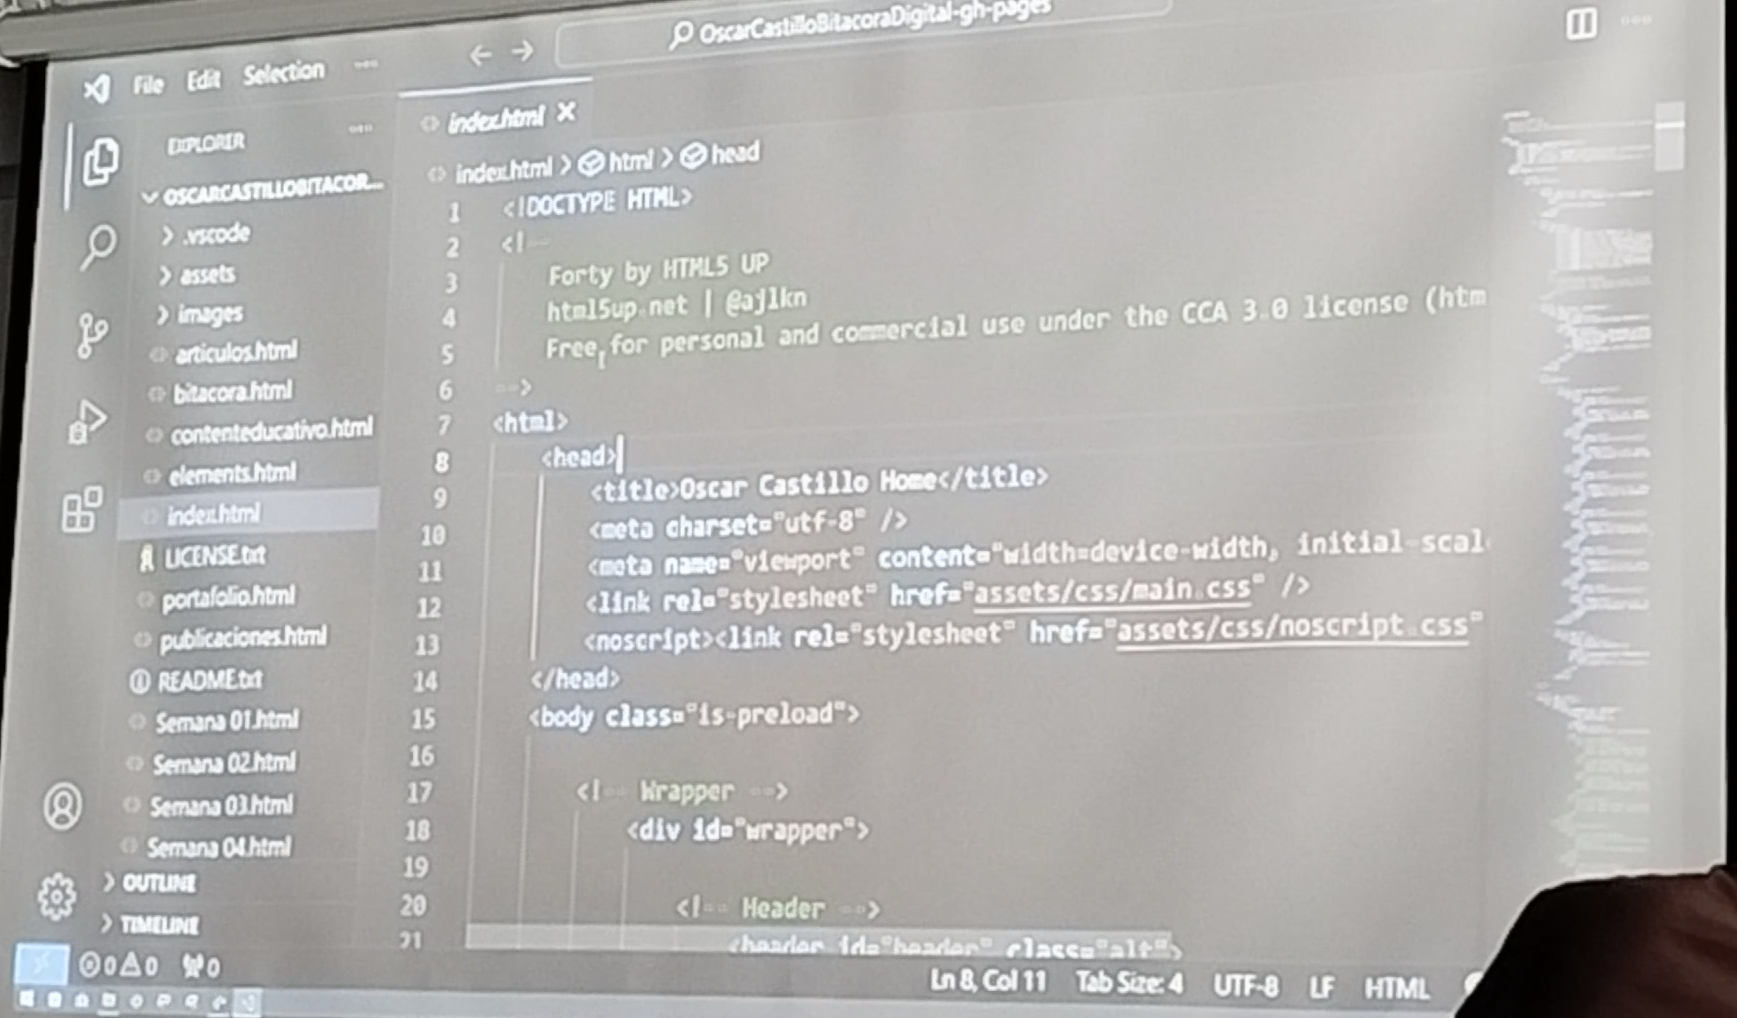 OscarCastilloBitacoraDigital-gh-pages
File Edit Selection
EXPLORER
OSCARCASTILLOBITACOR...
.vscode
assets
images
articulos.html
bitacora.html
contenteducativo.html
elements.html
index.html
LICENSE.txt
portafolio.html
publicaciones.html
README.txt
Semana 01.html
Semana 02.html
Semana 03.html
Semana 04.html
OUTLINE
TIMELINE
index.html
index.html > html > head
1 <!DOCTYPE HTML>
2 <!--
3 Forty by HTML5 UP
4 html5up.net | @ajlkn
5 Free for personal and commercial use under the CCA 3.0 license (htm
6 -->
7 <html>
8 <head>
9 <title>Oscar Castillo Home</title>
10 <meta charset="utf-8" />
11 <meta name="viewport" content="width=device-width, initial-scal
12 <link rel="stylesheet" href="assets/css/main.css" />
13 <noscript><link rel="stylesheet" href="assets/css/noscript.css"
14 </head>
15 <body class="is-preload">
16
17 <!-- Wrapper -->
18 <div id="wrapper">
19
20 <!-- Header -->
21 <header id="header" class="alt">
0 0 0
Ln 8, Col 11 Tab Size: 4 UTF-8 LF HTML